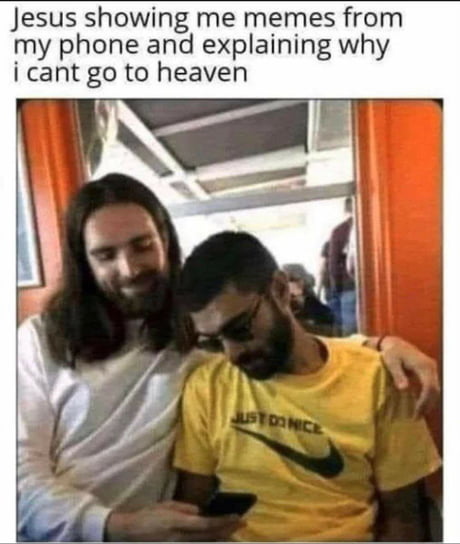 Jesus showing me memes from
my phone and explaining why
i cant go to heaven
JUST DO NICE